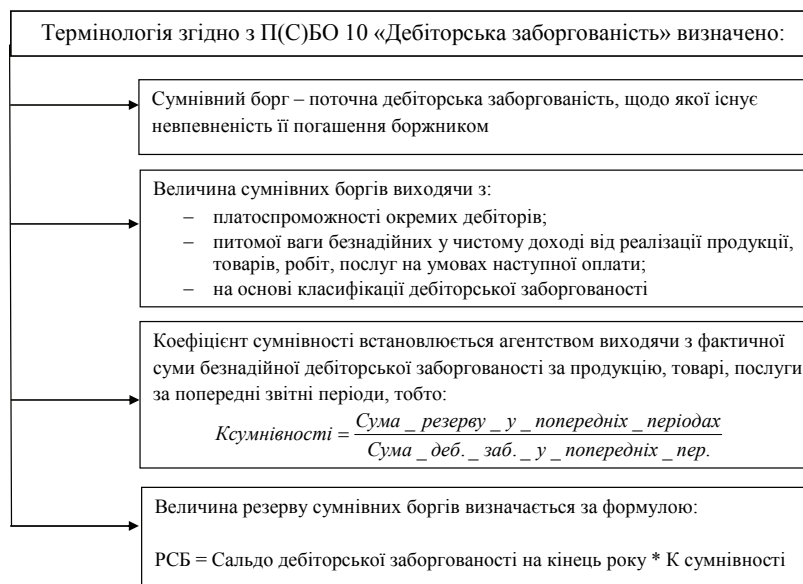 Термінологія згідно з П(С)БО 10 «Дебіторська заборгованість» визначено:
Сумнівний борг – поточна дебіторська заборгованість, щодо якої існує
невпевненість її погашення боржником
Величина сумнівних боргів виходячи з:
– платоспроможності окремих дебіторів;
– питомої ваги безнадійних у чистому доході від реалізації продукції,
товарів, робіт, послуг на умовах наступної оплати;
– на основі класифікації дебіторської заборгованості
Коефіцієнт сумнівності встановлюється агентством виходячи з фактичної
суми безнадійної дебіторської заборгованості за продукцію, товарі, послуги
за попередні звітні періоди, тобто:
Ксумнівності = Сума _ резерву _ у _ попередніх _ періодах
Сума _ деб. _ заб. _ у _ попередніх _ пер.
Величина резерву сумнівних боргів визначається за формулою:
РСБ = Сальдо дебіторської заборгованості на кінець року * К сумнівності